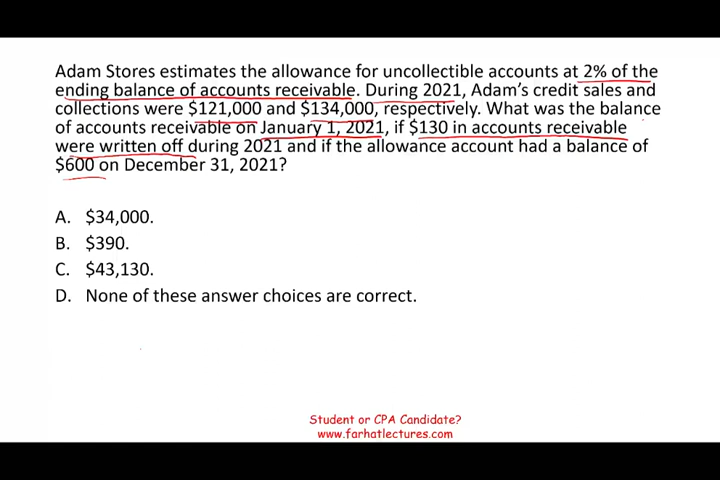 Adam Stores estimates the allowance for uncollectible accounts at 2% of the
ending balance of accounts receivable. During 2021, Adam's credit sales and
collections were $121,000 and $134,000, respectively. What was the balance
of accounts receivable on January 1, 2021, if $130 in accounts receivable
were written off during 2021 and if the allowance account had a balance of
$600 on December 31, 2021?
A. $34,000.
B. $390.
C. $43,130.
D. None of these answer choices are correct.
Student or CPA Candidate?
www.farhatlectures.com